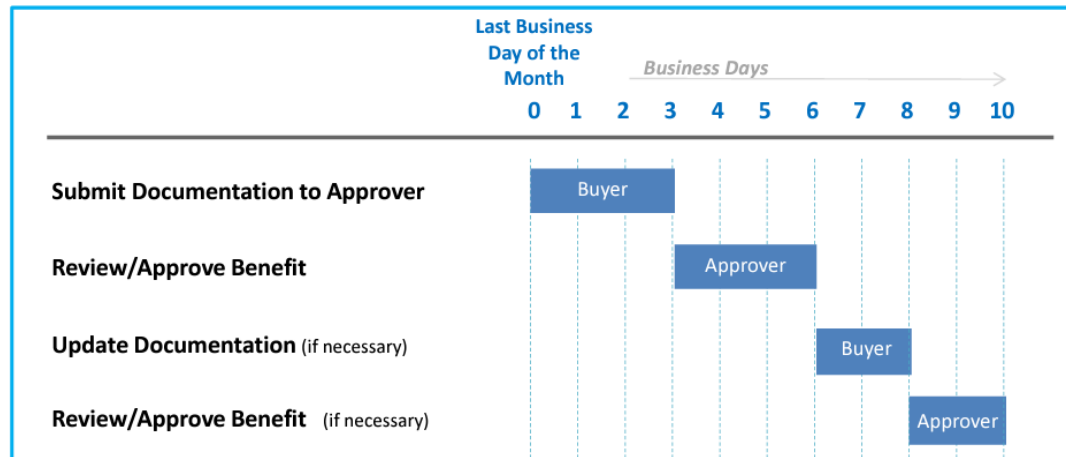 Last Business
Day of the
Month
Business Days
0 1 2 3 4 5 6 7 8 9 10
Submit Documentation to Approver
Buyer
Review/Approve Benefit
Approver
Update Documentation (if necessary)
Buyer
Review/Approve Benefit (if necessary)
Approver